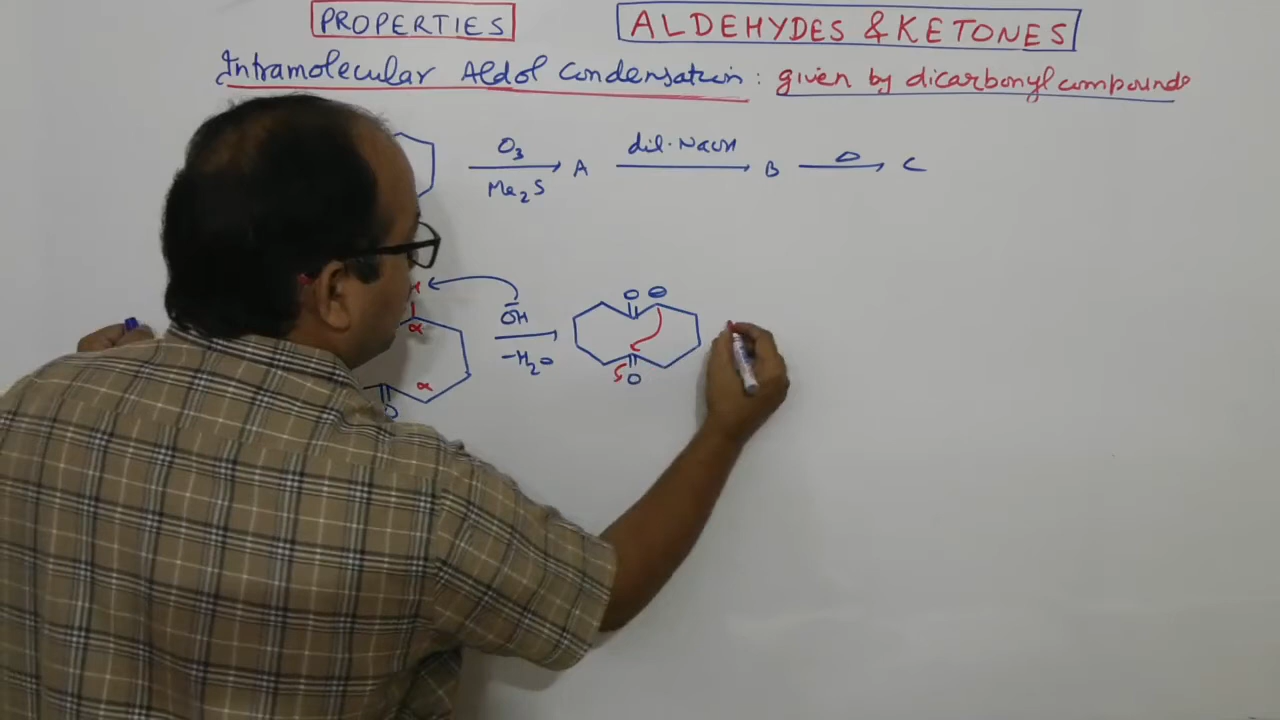 PROPERTIES
ALDEHYDES & KETONES
Intramolecular Aldol Condensation : given by dicarbonyl compounds
O3
Me2S
A
dil. NaOH
B
Δ
C
H
α
α
O
OH
-H2O
O ⊖
O